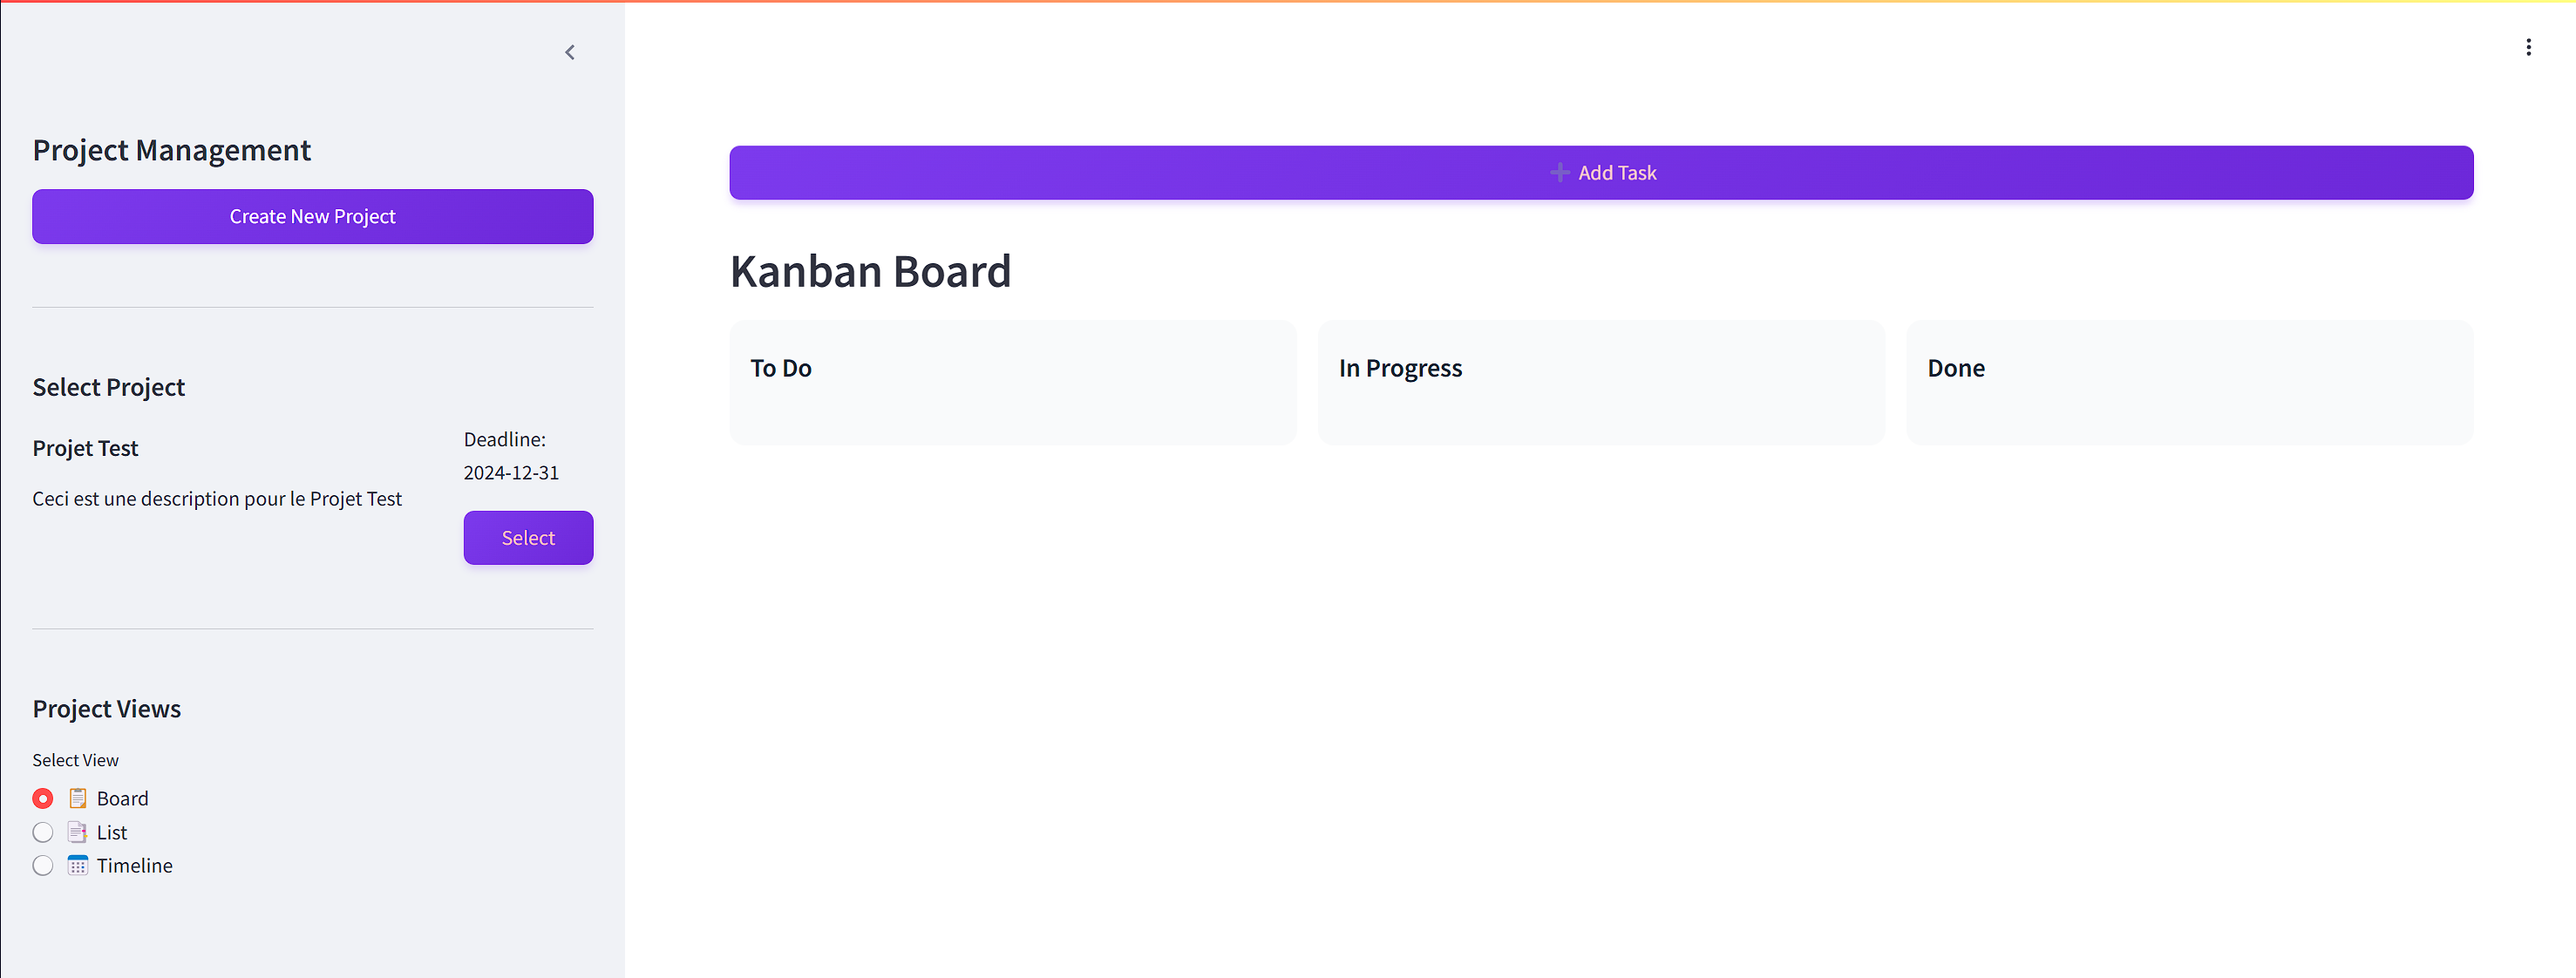 Project Management
Create New Project
Select Project
Projet Test
Ceci est une description pour le Projet Test
Deadline:
2024-12-31
Select
Project Views
Select View
Board
List
Timeline
Add Task
Kanban Board
To Do
In Progress
Done